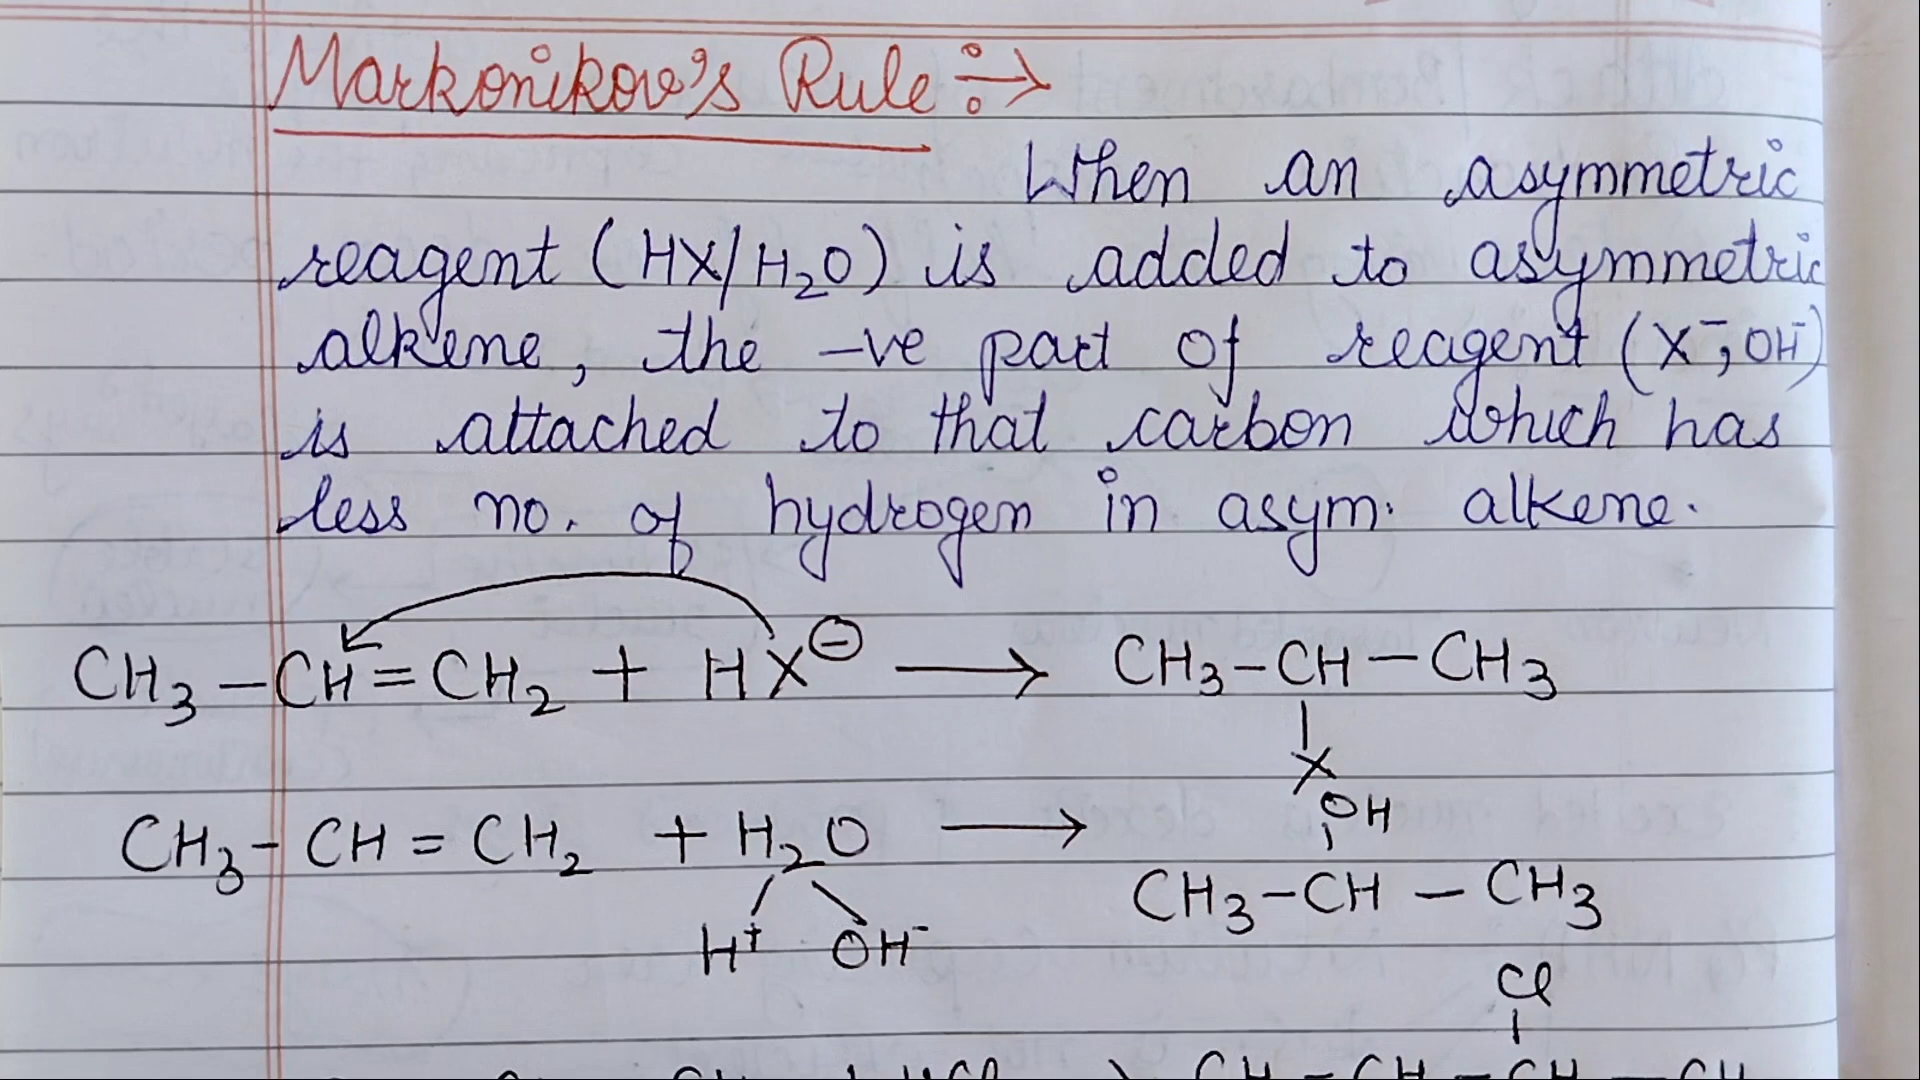 Markonikov's Rule :→
When an asymmetric
reagent (HX/H₂O) is added to asymmetric
alkene, the -ve part of reagent (X⁻, OH⁻)
is attached to that carbon which has
less no. of hydrogen in asym. alkene.
CH₃-CH=CH₂ + HX⊖ → CH₃-CH-CH₃
X
OH
CH₃-CH=CH₂ + H₂O →
CH₃-CH-CH₃
H⁺ OH⁻
Cl